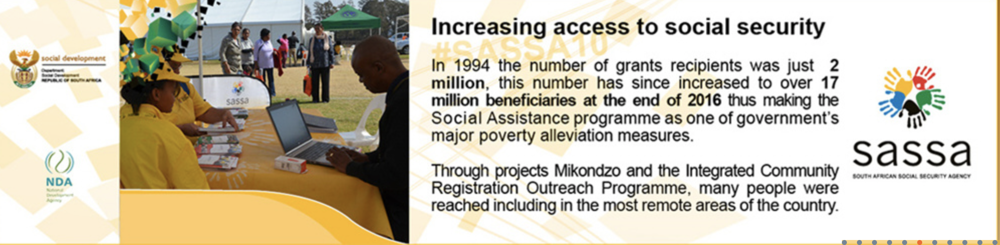 social development
Department:
Social Development
REPUBLIC OF SOUTH AFRICA
NDA
National
Development
Agency
sassa
Increasing access to social security
#SASSA10
In 1994 the number of grants recipients was just 2
million, this number has since increased to over 17
million beneficiaries at the end of 2016 thus making the
Social Assistance programme as one of government's
major poverty alleviation measures.
Through projects Mikondzo and the Integrated Community
Registration Outreach Programme, many people were
reached including in the most remote areas of the country.
sassa
SOUTH AFRICAN SOCIAL SECURITY AGENCY